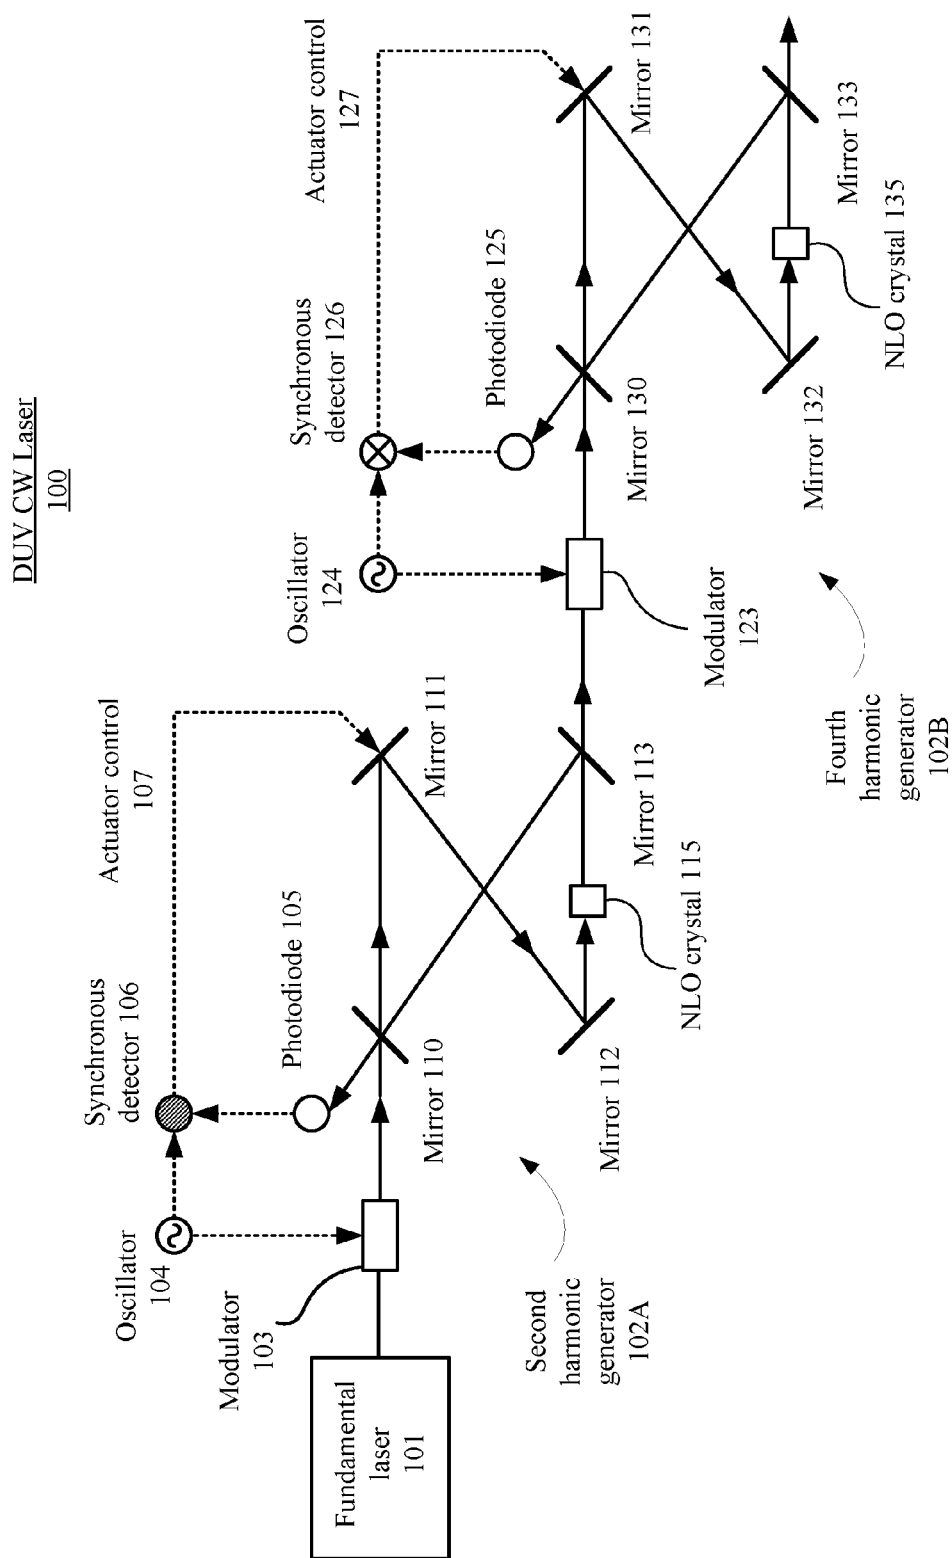 DUV CW Laser
100
Actuator control
127
Synchronous
detector 126
Oscillator
124
Photodiode 125
Mirror 131
Mirror 130
Mirror 132
Mirror 133
NLO crystal 135
Modulator
123
Fourth
harmonic
generator
102B
Actuator control
107
Synchronous
detector 106
Oscillator
104
Photodiode 105
Mirror 111
Mirror 110
Mirror 112
Mirror 113
NLO crystal 115
Modulator
103
Second
harmonic
generator
102A
Fundamental
laser
101